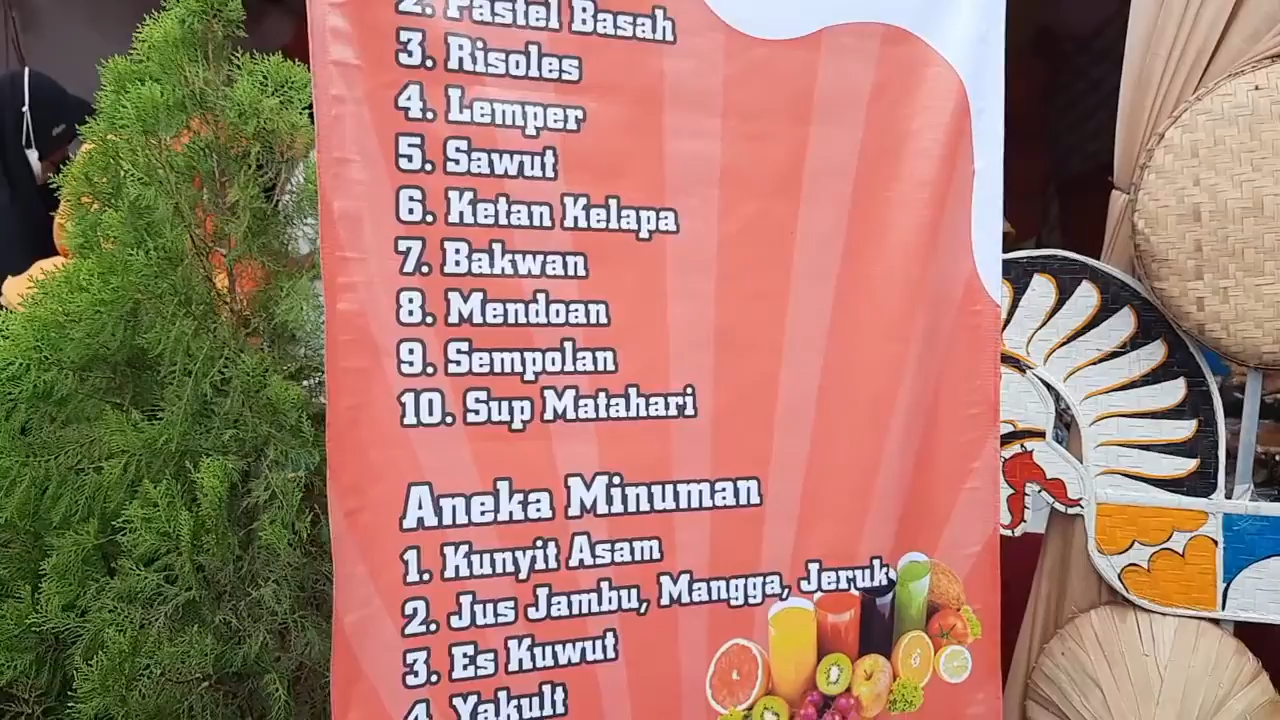 2. Pastel Basah
3. Risoles
4. Lemper
5. Sawut
6. Ketan Kelapa
7. Bakwan
8. Mendoan
9. Sempolan
10. Sup Matahari
Aneka Minuman
1. Kunyit Asam
2. Jus Jambu, Mangga, Jeruk
3. Es Kuwut
4. Yakult